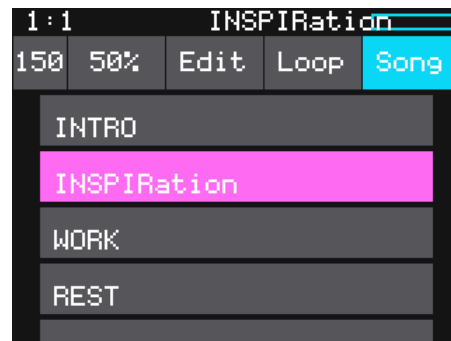 1:1 INSPIRation
150 50% Edit Loop Song
INTRO
INSPIRation
WORK
REST